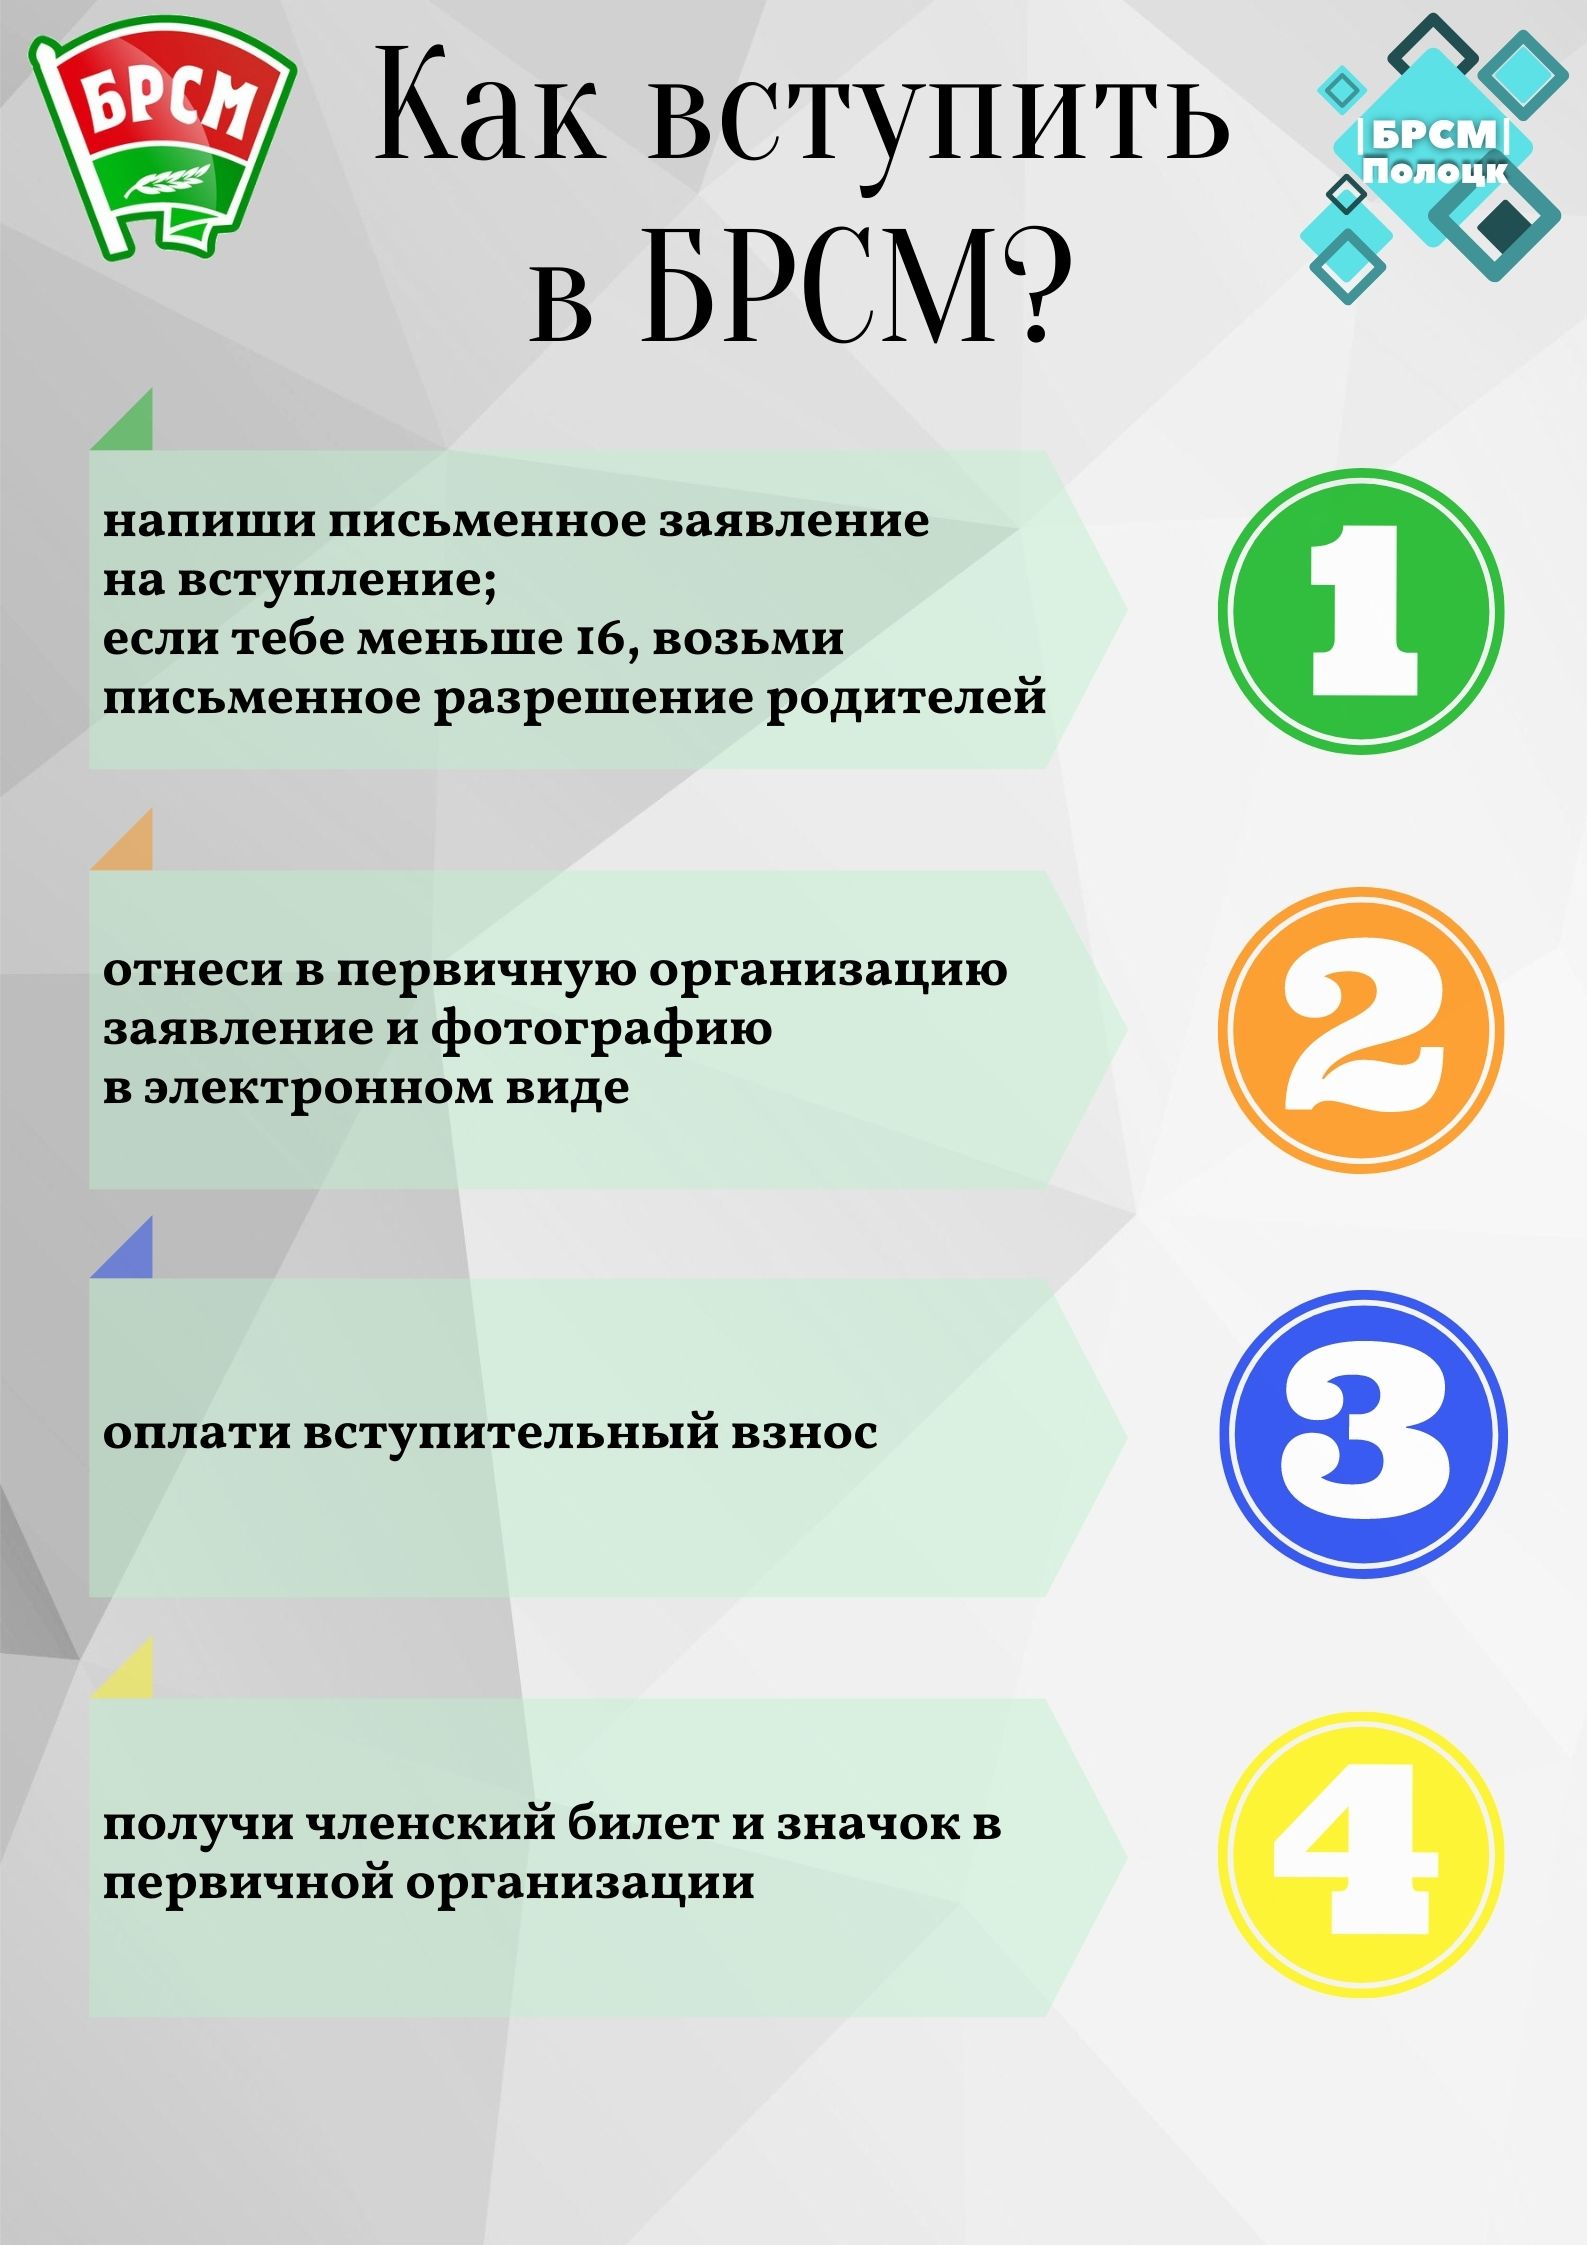 БРСМ
Как вступить
в БРСМ?
|БРСМ|
Полоцк
напиши письменное заявление
на вступление;
если тебе меньше 16, возьми
письменное разрешение родителей
1
отнеси в первичную организацию
заявление и фотографию
в электронном виде
2
оплати вступительный взнос
3
получи членский билет и значок в
первичной организации
4